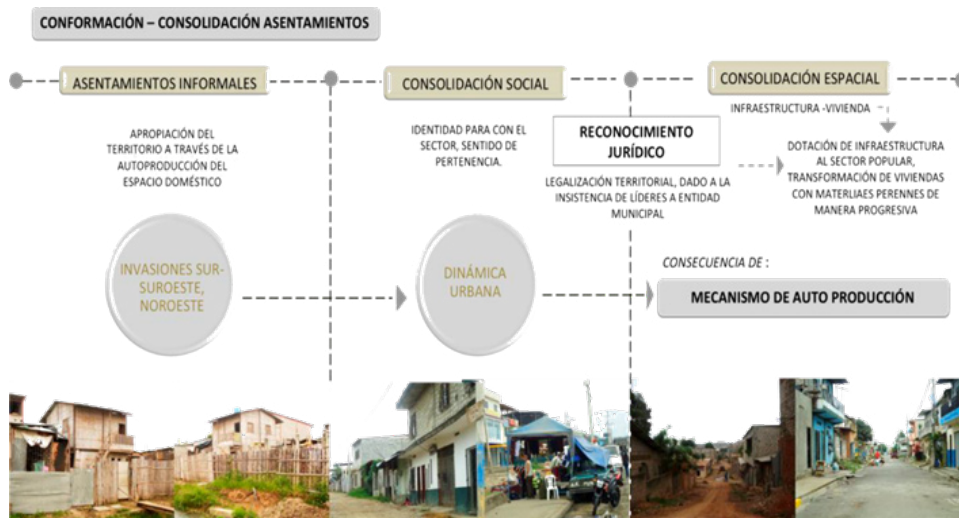 CONFORMACIÓN – CONSOLIDACIÓN ASENTAMIENTOS
ASENTAMIENTOS INFORMALES
APROPIACIÓN DEL
TERRITORIO A TRAVÉS DE LA
AUTOPRODUCCIÓN DEL
ESPACIO DOMÉSTICO
INVASIONES SUR-
SUROESTE,
NOROESTE
CONSOLIDACIÓN SOCIAL
IDENTIDAD PARA CON EL
SECTOR, SENTIDO DE
PERTENENCIA.
DINÁMICA
URBANA
RECONOCIMIENTO
JURÍDICO
LEGALIZACIÓN TERRITORIAL, DADO A LA
INSISTENCIA DE LÍDERES A ENTIDAD
MUNICIPAL
CONSOLIDACIÓN ESPACIAL
INFRAESTRUCTURA -VIVIENDA
DOTACIÓN DE INFRAESTRUCTURA
AL SECTOR POPULAR,
TRANSFORMACIÓN DE VIVIENDAS
CON MATERLIAES PERENNES DE
MANERA PROGRESIVA
CONSECUENCIA DE :
MECANISMO DE AUTO PRODUCCIÓN